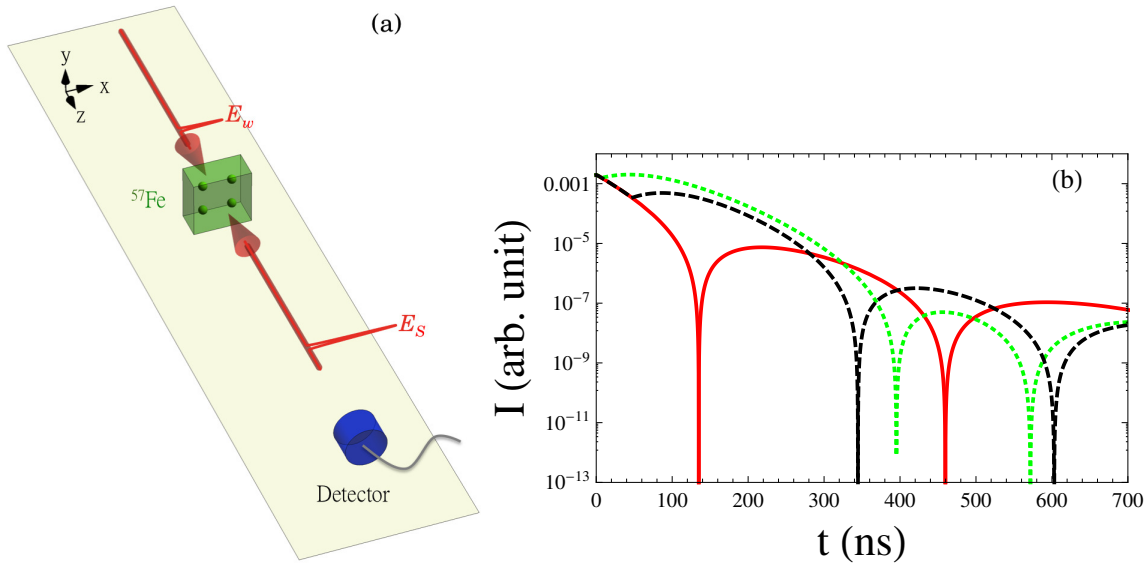 (a)
y
x
z
E_w
⁵⁷Fe
E_S
Detector
(b)
I (arb. unit)
0.001
10⁻⁵
10⁻⁷
10⁻⁹
10⁻¹¹
10⁻¹³
0 100 200 300 400 500 600 700
t (ns)